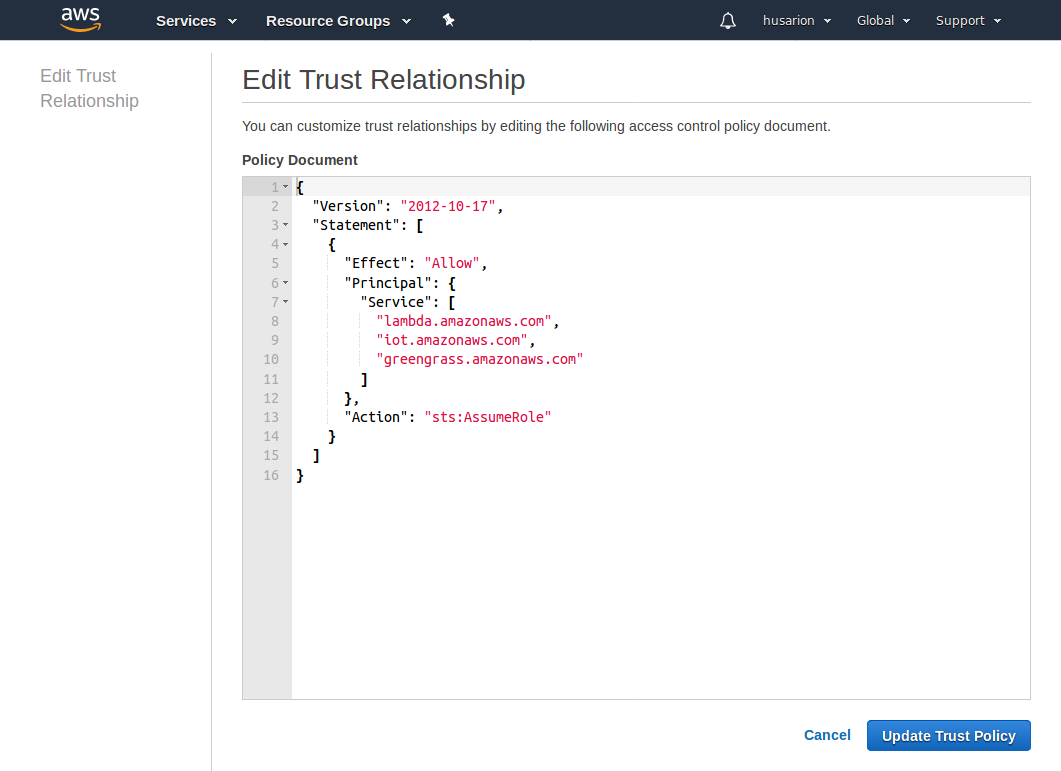 aws Services Resource Groups husarion Global Support
Edit Trust
Relationship
Edit Trust Relationship
You can customize trust relationships by editing the following access control policy document.
Policy Document
1 {
2   "Version": "2012-10-17",
3   "Statement": [
4     {
5       "Effect": "Allow",
6       "Principal": {
7         "Service": [
8           "lambda.amazonaws.com",
9           "iot.amazonaws.com",
10           "greengrass.amazonaws.com"
11         ]
12       },
13       "Action": "sts:AssumeRole"
14     }
15   ]
16 }
Cancel Update Trust Policy